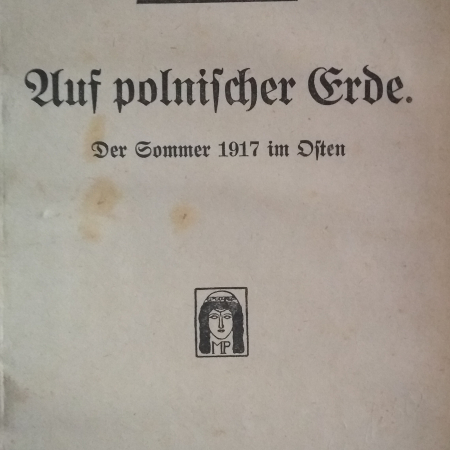 Auf polniſcher Erde.
Der Sommer 1917 im Oſten
MP